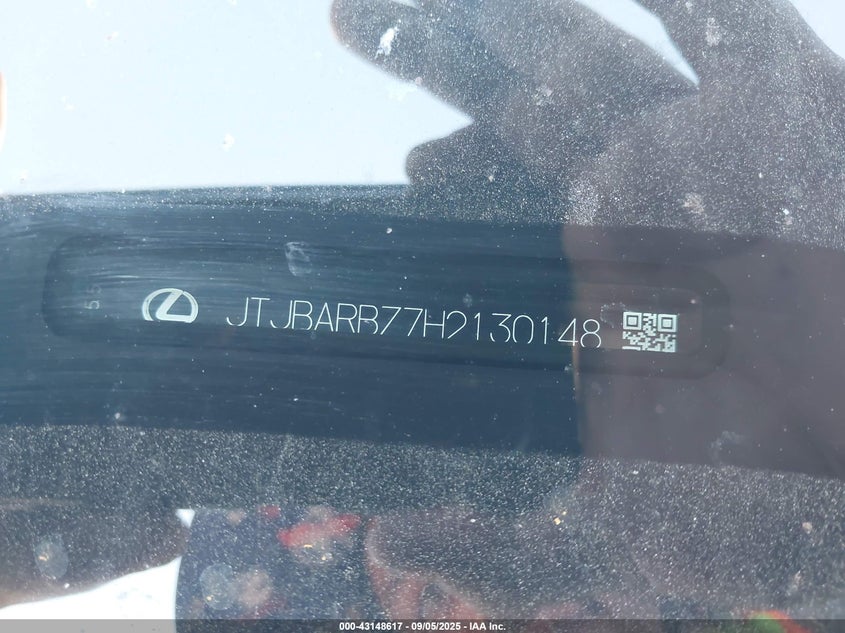 JTJBARBZ7H2130148
000-43148617 - 09/05/2025 - IAA Inc.